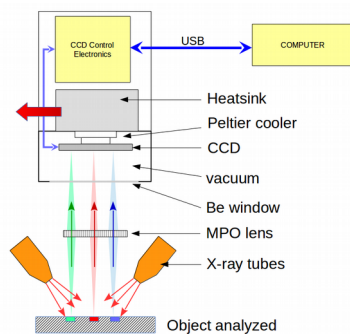 CCD Control
Electronics
USB
COMPUTER
Heatsink
Peltier cooler
CCD
vacuum
Be window
MPO lens
X-ray tubes
Object analyzed